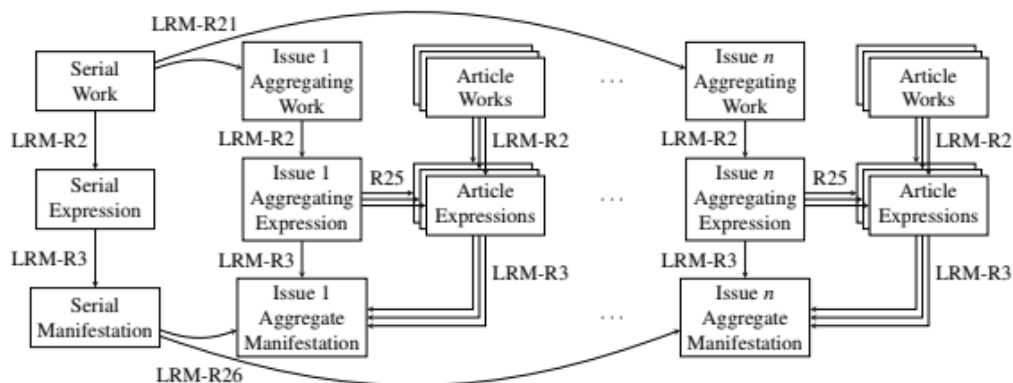 LRM-R21
Serial
Work
Issue 1
Aggregating
Work
Article
Works
. . .
Issue n
Aggregating
Work
Article
Works
LRM-R2
LRM-R2
LRM-R2
LRM-R2
LRM-R2
Serial
Expression
Issue 1
Aggregating
Expression
R25
Article
Expressions
. . .
Issue n
Aggregating
Expression
R25
Article
Expressions
LRM-R3
LRM-R3
LRM-R3
LRM-R3
LRM-R3
Serial
Manifestation
Issue 1
Aggregate
Manifestation
. . .
Issue n
Aggregate
Manifestation
LRM-R26